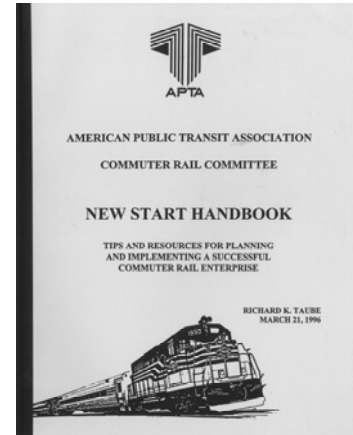 APTA
AMERICAN PUBLIC TRANSIT ASSOCIATION
COMMUTER RAIL COMMITTEE
NEW START HANDBOOK
TIPS AND RESOURCES FOR PLANNING
AND IMPLEMENTING A SUCCESSFUL
COMMUTER RAIL ENTERPRISE
RICHARD K. TAUBE
MARCH 21, 1996